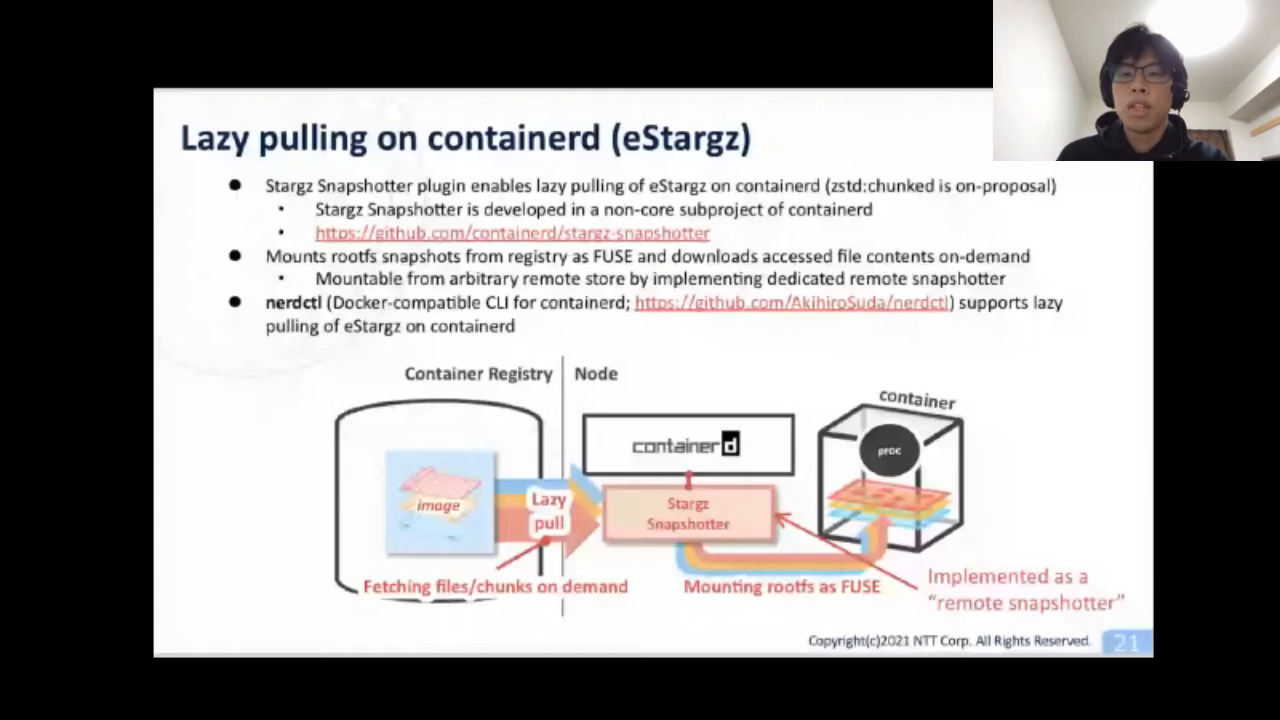 Lazy pulling on containerd (eStargz)
Stargz Snapshotter plugin enables lazy pulling of eStargz on containerd (zstd:chunked is on-proposal)
Stargz Snapshotter is developed in a non-core subproject of containerd
https://github.com/containerd/stargz-snapshotter
Mounts rootfs snapshots from registry as FUSE and downloads accessed file contents on-demand
Mountable from arbitrary remote store by implementing dedicated remote snapshotter
nerdctl (Docker-compatible CLI for containerd; https://github.com/AkihiroSuda/nerdctl) supports lazy
pulling of eStargz on containerd
Container Registry
Node
container
containerd
proc
image
Lazy
pull
Stargz
Snapshotter
Fetching files/chunks on demand
Mounting rootfs as FUSE
Implemented as a
“remote snapshotter”
Copyright(c)2021 NTT Corp. All Rights Reserved.
21